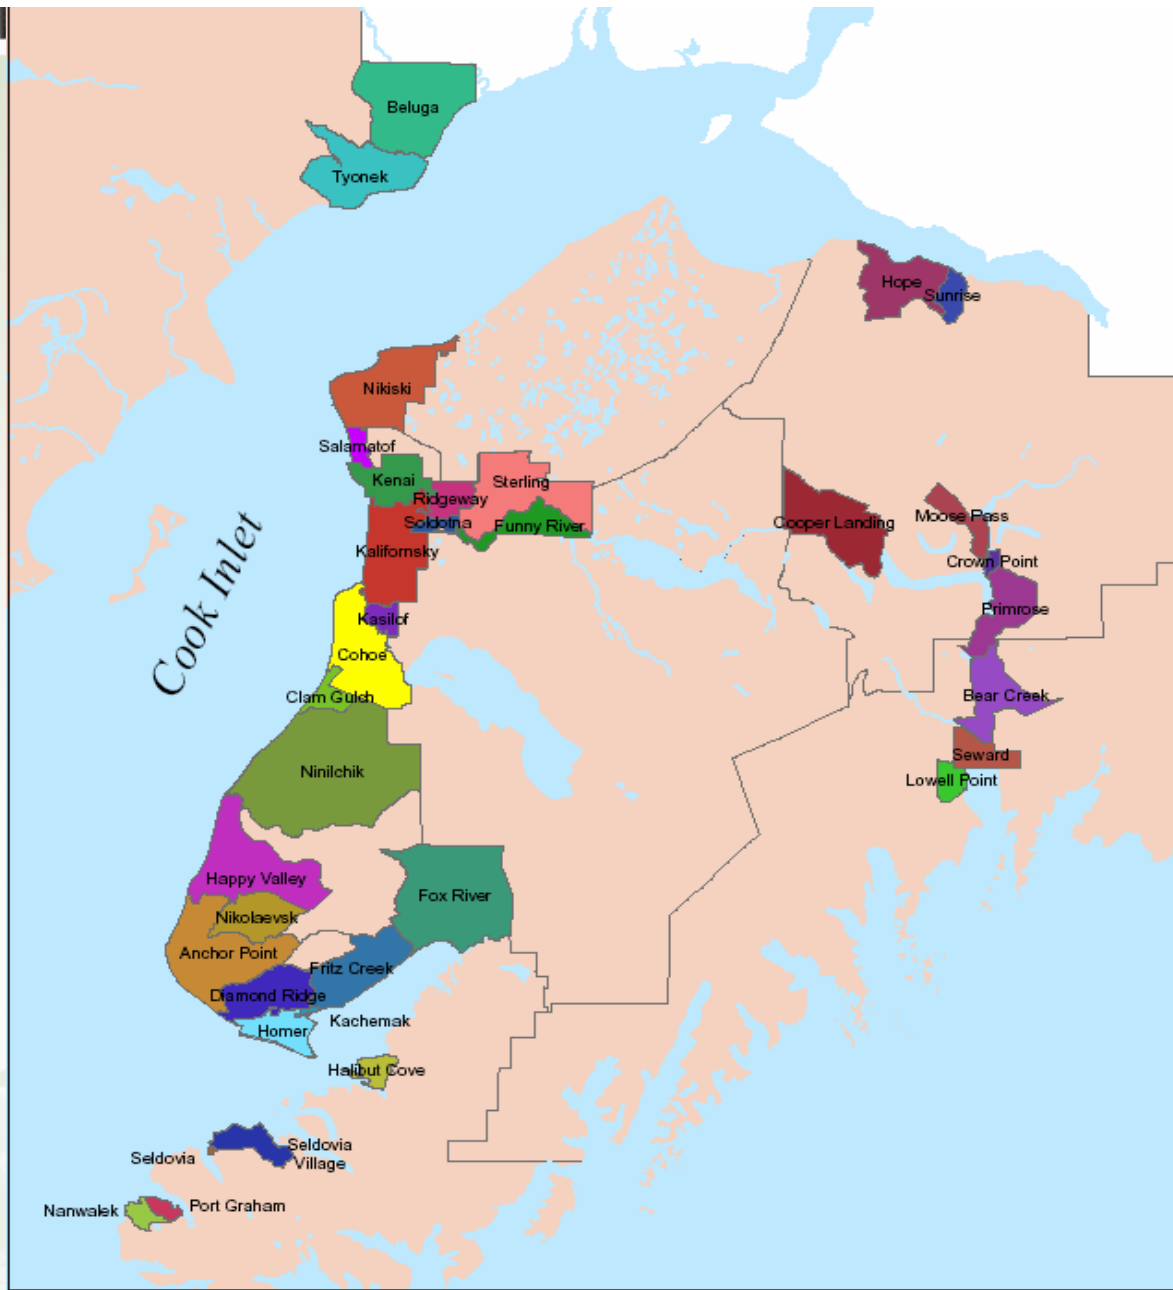 Beluga
Tyonek
Hope
Sunrise
Nikiski
Salamatof
Kenai
Sterling
Ridgeway
Soldotna
Funny River
Cooper Landing
Moose Pass
Kalifornsky
Crown Point
Cook Inlet
Primrose
Kasilof
Cohoe
Clam Gulch
Bear Creek
Seward
Ninilchik
Lowell Point
Happy Valley
Fox River
Nikolaevsk
Anchor Point
Fritz Creek
Diamond Ridge
Kachemak
Homer
Halibut Cove
Seldovia
Seldovia
Village
Nanwalek
Port Graham